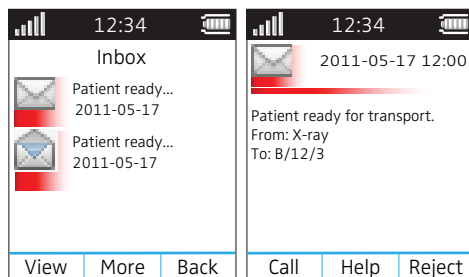 12:34
Inbox
Patient ready...
2011-05-17
Patient ready...
2011-05-17
View More Back
12:34
2011-05-17 12:00
Patient ready for transport.
From: X-ray
To: B/12/3
Call Help Reject